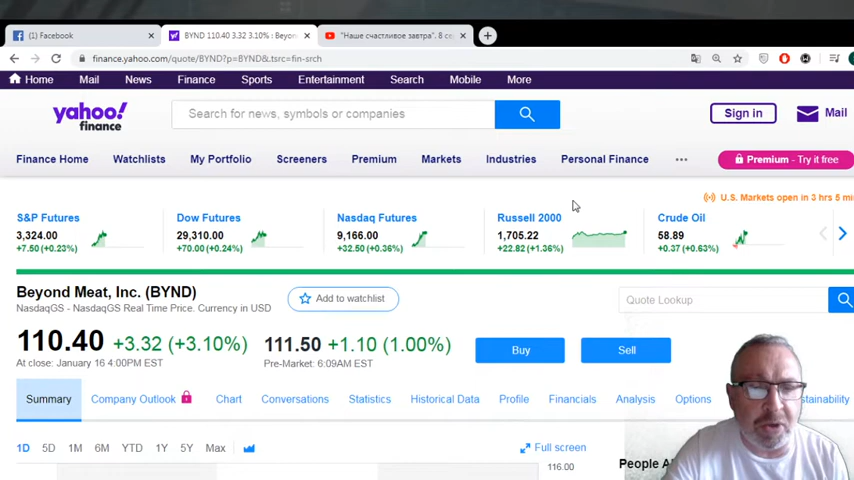 (1) Facebook
BYND 110.40 3.32 3.10% : Beyon
"Наше счастливое завтра". 8 се
finance.yahoo.com/quote/BYND?p=BYND&.tsrc=fin-srch
Home Mail News Finance Sports Entertainment Search Mobile More
yahoo!
finance
Search for news, symbols or companies
Sign in
Mail
Finance Home Watchlists My Portfolio Screeners Premium Markets Industries Personal Finance ... Premium - Try it free
U.S. Markets open in 3 hrs 5 mi
S&P Futures Dow Futures Nasdaq Futures Russell 2000 Crude Oil
3,324.00 29,310.00 9,166.00 1,705.22 58.89
+7.50 (+0.23%) +70.00 (+0.24%) +32.50 (+0.36%) +22.82 (+1.36%) +0.37 (+0.63%)
Beyond Meat, Inc. (BYND)
NasdaqGS - NasdaqGS Real Time Price. Currency in USD
Add to watchlist
Quote Lookup
110.40 +3.32 (+3.10%) 111.50 +1.10 (1.00%)
At close: January 16 4:00PM EST Pre-Market: 6:09AM EST
Buy Sell
Summary Company Outlook Chart Conversations Statistics Historical Data Profile Financials Analysis Options stainability
1D 5D 1M 6M YTD 1Y 5Y Max Full screen
116.00
People Al